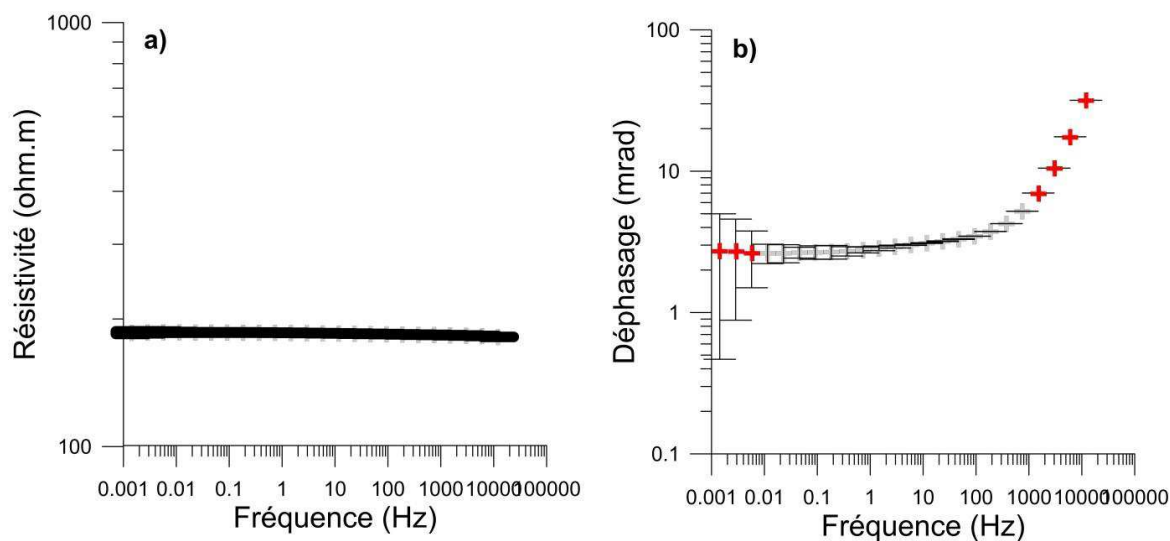 a)
1000
100
Résistivité (ohm.m)
0.001 0.01 0.1 1 10 100 1000 10000 100000
Fréquence (Hz)
b)
100
10
1
0.1
Déphasage (mrad)
0.001 0.01 0.1 1 10 100 1000 10000 100000
Fréquence (Hz)